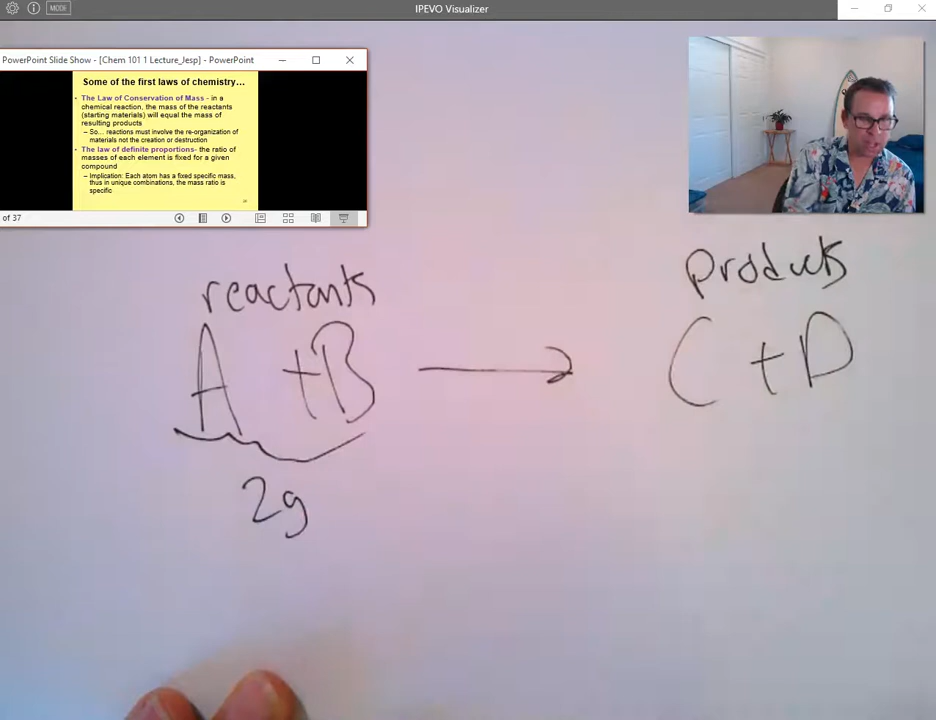 MODE
IPEVO Visualizer
PowerPoint Slide Show - [Chem 101 1 Lecture_Jesp] - PowerPoint
Some of the first laws of chemistry…
• The Law of Conservation of Mass - in a
chemical reaction, the mass of the reactants
(starting materials) will equal the mass of
resulting products
– So… reactions must involve the re-organization of
materials not the creation or destruction
• The law of definite proportions- the ratio of
masses of each element is fixed for a given
compound
– Implication: Each atom has a fixed specific mass,
thus in unique combinations, the mass ratio is
specific
of 37
reactants
products
A + B → C + D
2g